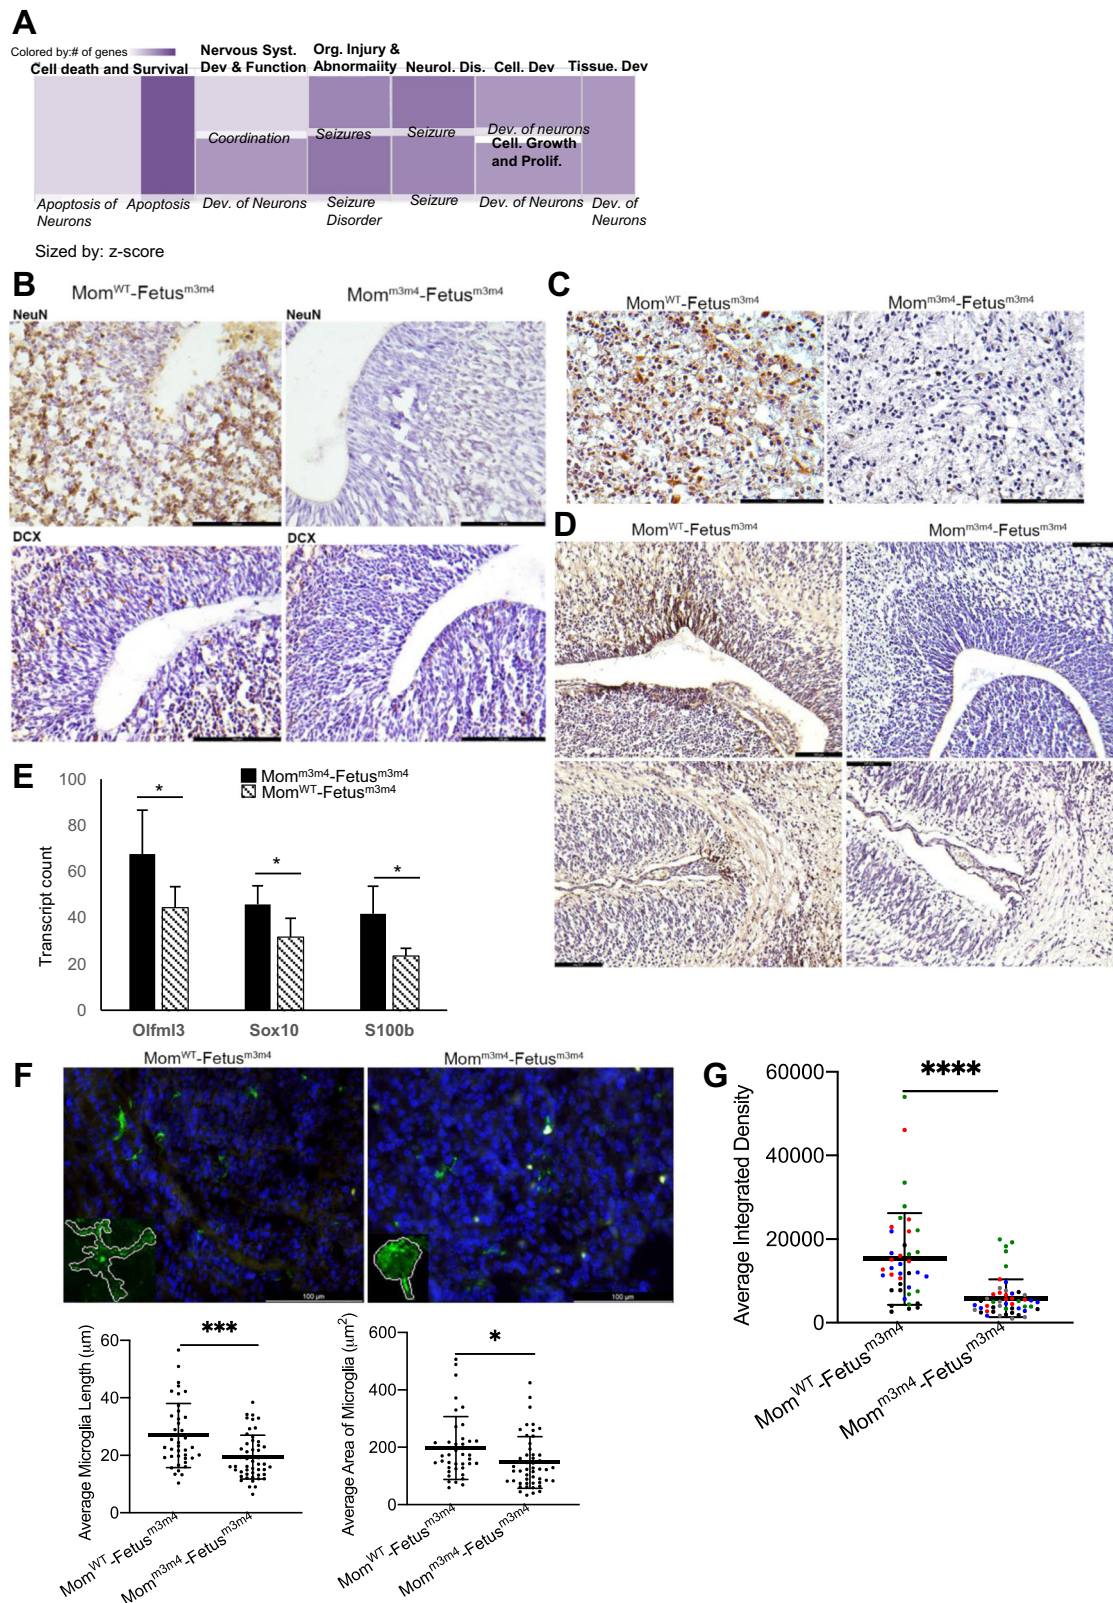 A
Colored by:# of genes
Nervous Syst.
Dev & Function
Org. Injury &
Abnormaiity
Cell death and Survival
Neurol. Dis.
Cell. Dev
Tissue. Dev
Coordination
Seizures
Seizure
Dev. of neurons
Cell. Growth
and Prolif.
Apoptosis of
Neurons
Apoptosis
Dev. of Neurons
Seizure
Disorder
Seizure
Dev. of Neurons
Dev. of
Neurons
Sized by: z-score
B
MomWT-Fetusm3m4
Momm3m4-Fetusm3m4
NeuN
NeuN
DCX
DCX
C
MomWT-Fetusm3m4
Momm3m4-Fetusm3m4
D
MomWT-Fetusm3m4
Momm3m4-Fetusm3m4
E
Momm3m4-Fetusm3m4
MomWT-Fetusm3m4
Transcript count
100
80
60
40
20
0
*
*
*
Olfml3
Sox10
S100b
F
MomWT-Fetusm3m4
Momm3m4-Fetusm3m4
100 μm
100 μm
Average Microglia Length (μm)
60
40
20
0
***
MomWT-Fetusm3m4
Momm3m4-Fetusm3m4
Average Area of Microglia (μm2)
600
400
200
0
*
MomWT-Fetusm3m4
Momm3m4-Fetusm3m4
G
Average Integrated Density
60000
40000
20000
0
****
MomWT-Fetusm3m4
Momm3m4-Fetusm3m4